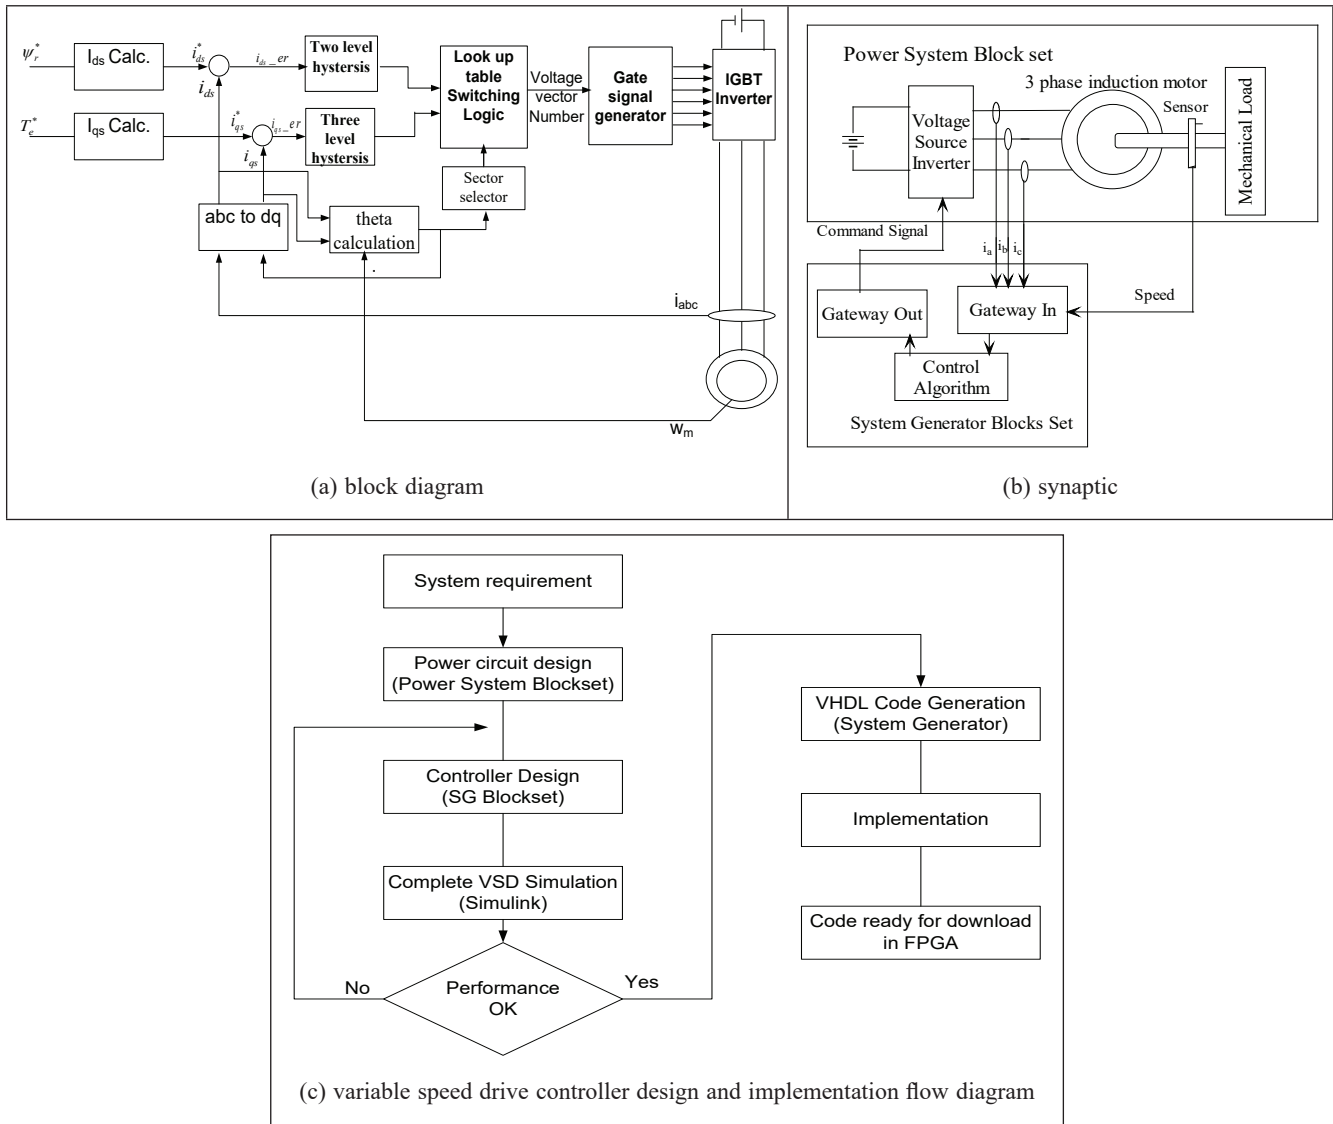 ψr*
Ids Calc.
i*ds
ids
ids_er
Two level
hystersis
Te*
Iqs Calc.
i*qs
iqs
iqs_er
Three
level
hystersis
Look up
table
Switching
Logic
Voltage
vector
Number
Gate
signal
generator
IGBT
Inverter
Sector
selector
abc to dq
theta
calculation
iabc
wm
(a) block diagram
Power System Block set
3 phase induction motor
Sensor
Voltage
Source
Inverter
Mechanical Load
Command Signal
ia
ib
ic
Speed
Gateway Out
Gateway In
Control
Algorithm
System Generator Blocks Set
(b) synaptic
System requirement
Power circuit design
(Power System Blockset)
Controller Design
(SG Blockset)
Complete VSD Simulation
(Simulink)
Performance
OK
No
Yes
VHDL Code Generation
(System Generator)
Implementation
Code ready for download
in FPGA
(c) variable speed drive controller design and implementation flow diagram